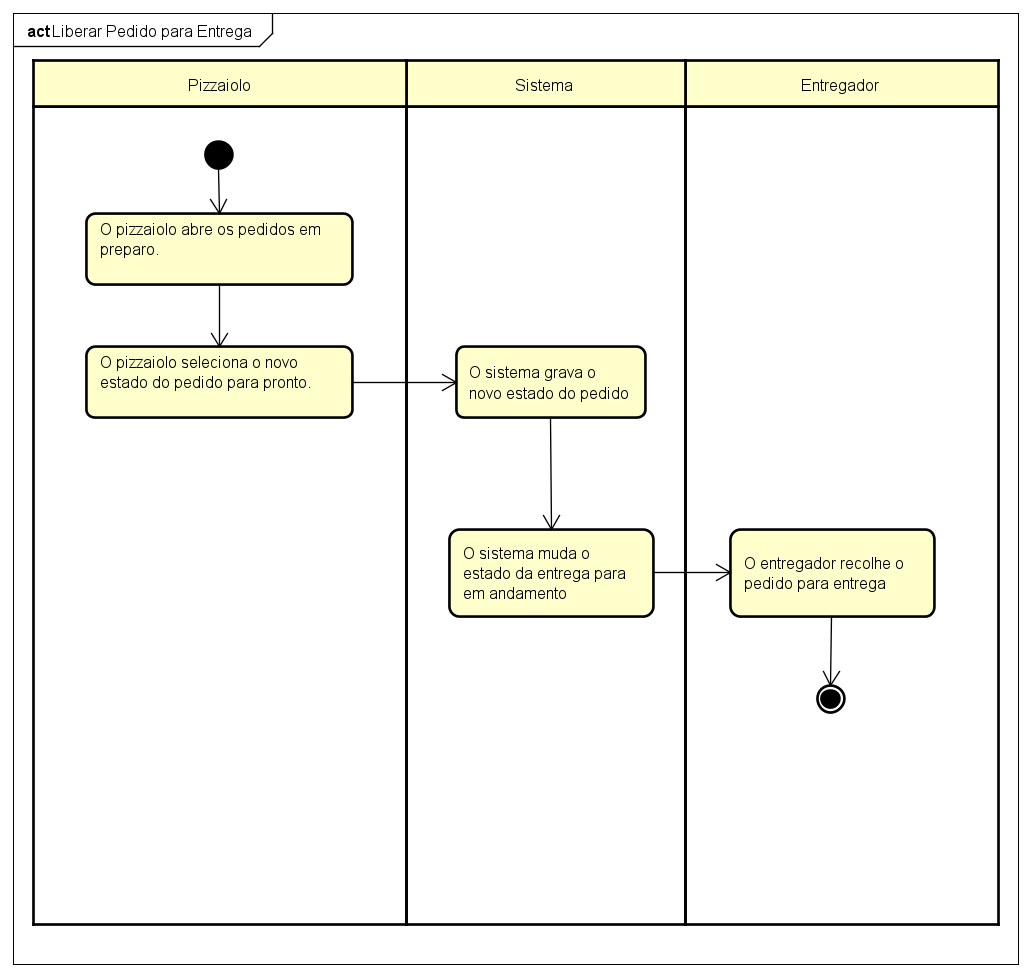 act Liberar Pedido para Entrega
Pizzaiolo
Sistema
Entregador
O pizzaiolo abre os pedidos em
preparo.
O pizzaiolo seleciona o novo
estado do pedido para pronto.
O sistema grava o
novo estado do pedido
O sistema muda o
estado da entrega para
em andamento
O entregador recolhe o
pedido para entrega